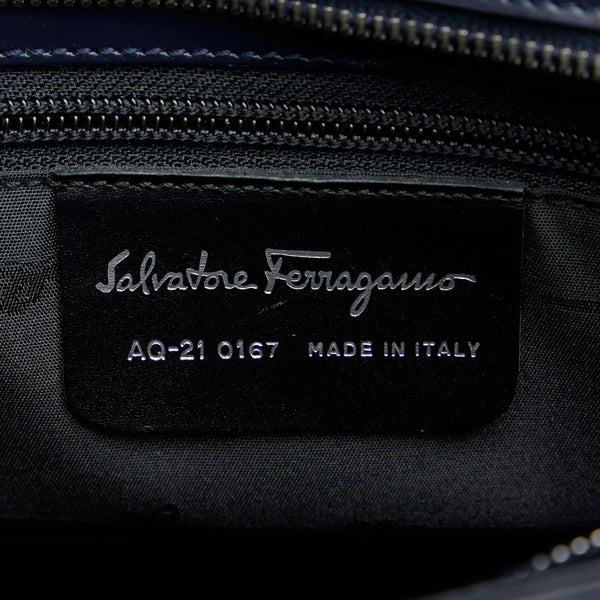 Salvatore Ferragamo
AQ-21 0167 MADE IN ITALY